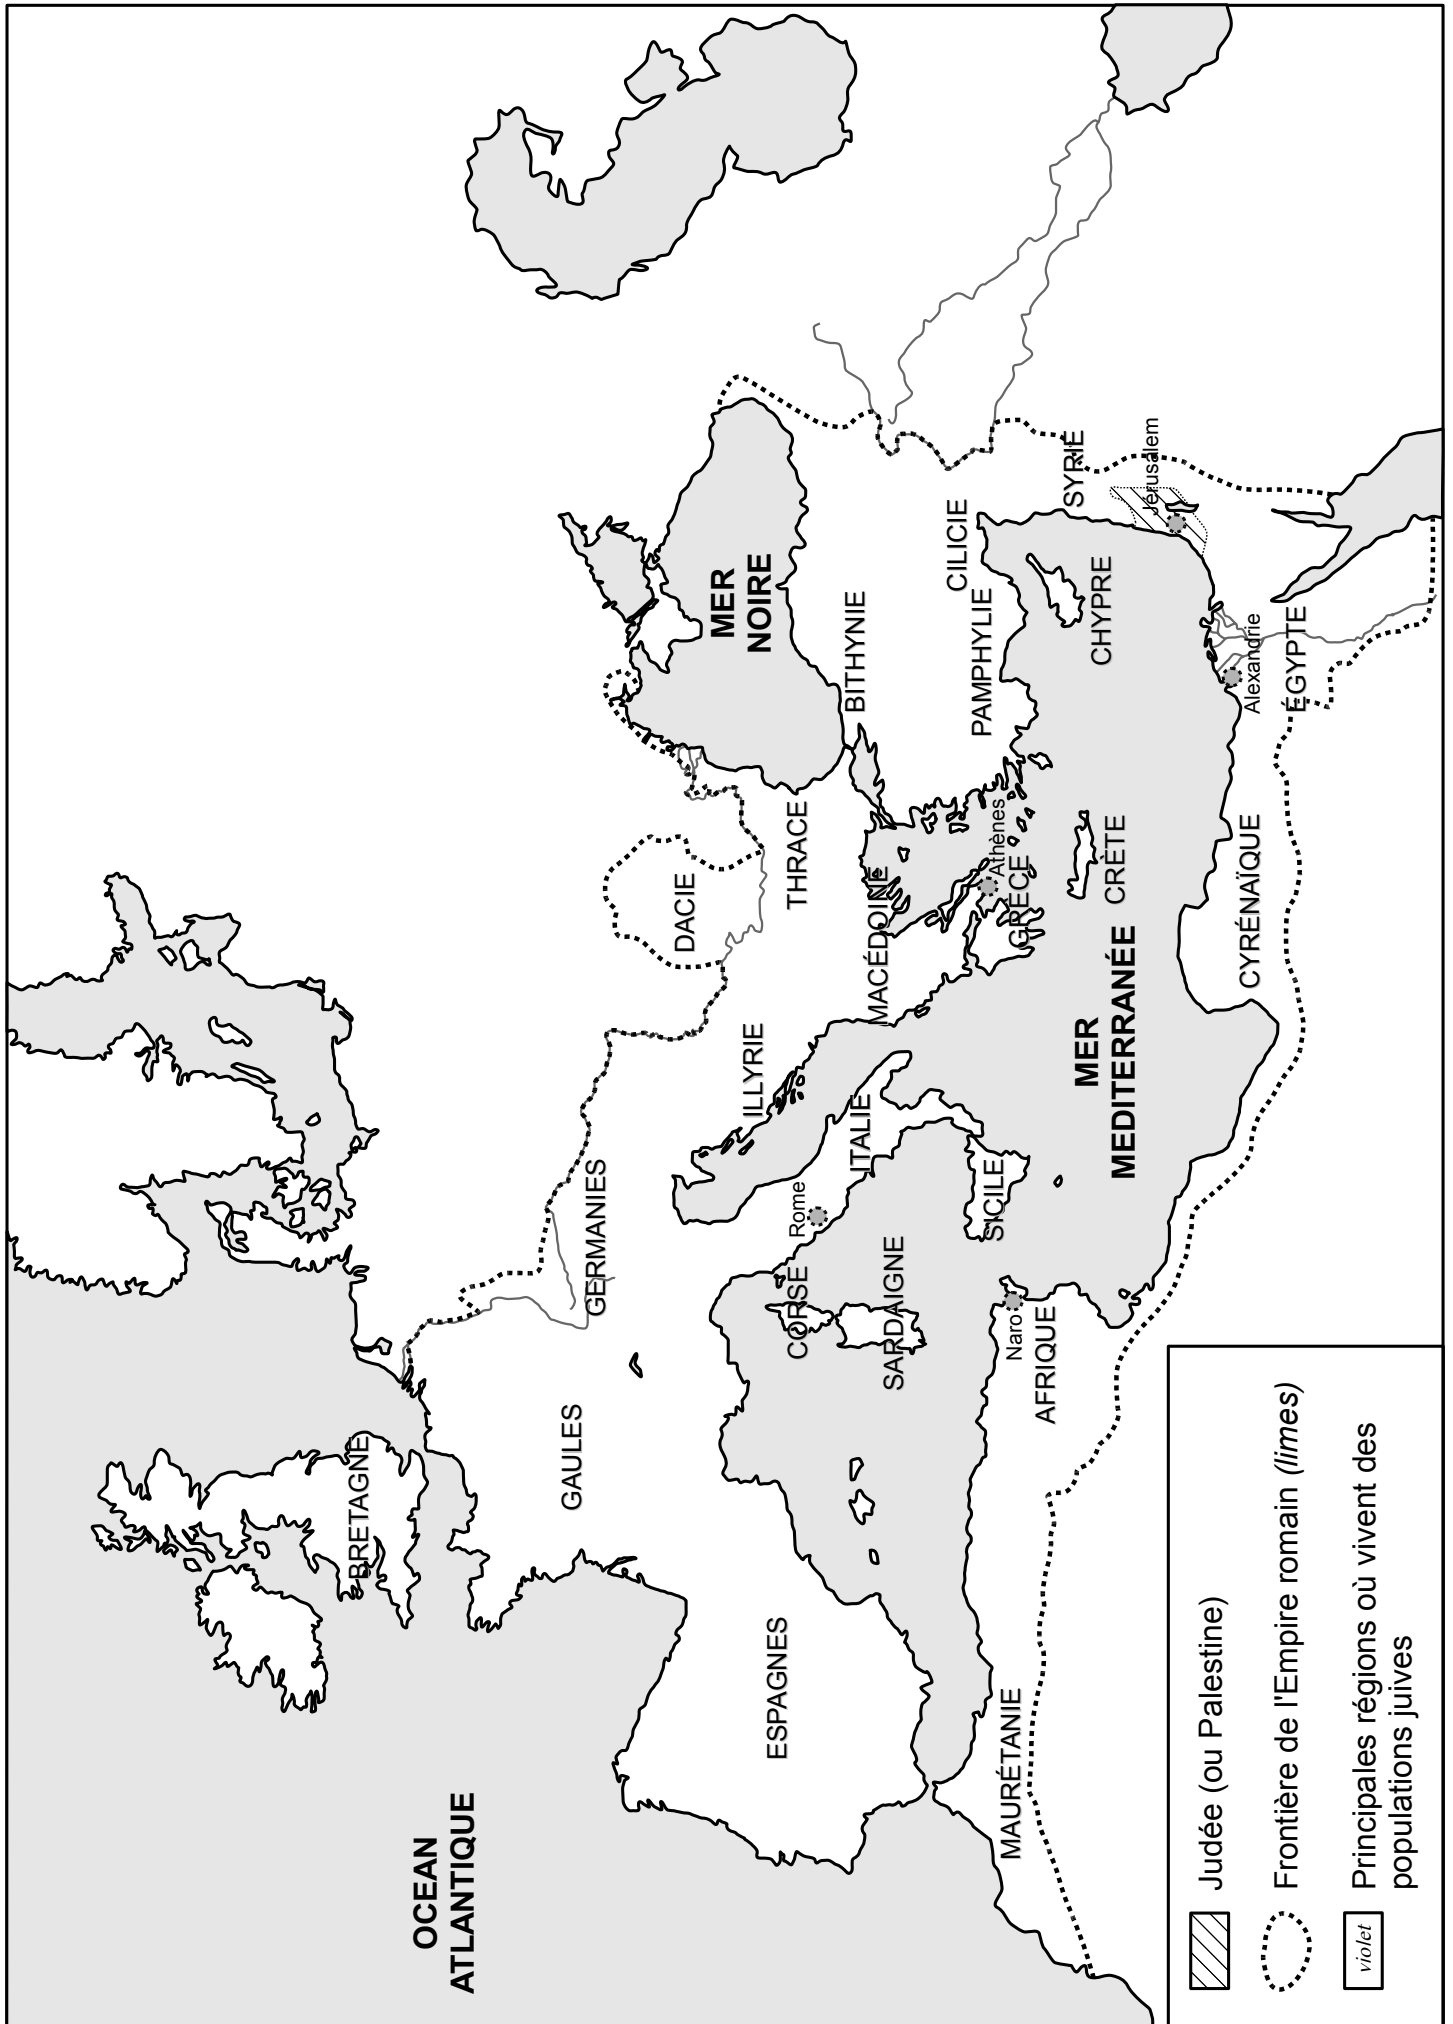 OCEAN
ATLANTIQUE
BRETAGNE
GAULES
GERMANIES
ESPAGNES
MAURÉTANIE
CORSE
SARDAIGNE
Rome
ITALIE
SICILE
Naro
AFRIQUE
ILLYRIE
DACIE
THRACE
MACÉDOINE
Athènes
GRÈCE
CRÈTE
MER
MEDITERRANÉE
CYRÉNAÏQUE
MER
NOIRE
BITHYNIE
PAMPHYLIE
CILICIE
CHYPRE
SYRIE
Jérusalem
Alexandrie
ÉGYPTE
Judée (ou Palestine)
Frontière de l'Empire romain (limes)
violet
Principales régions où vivent des
populations juives